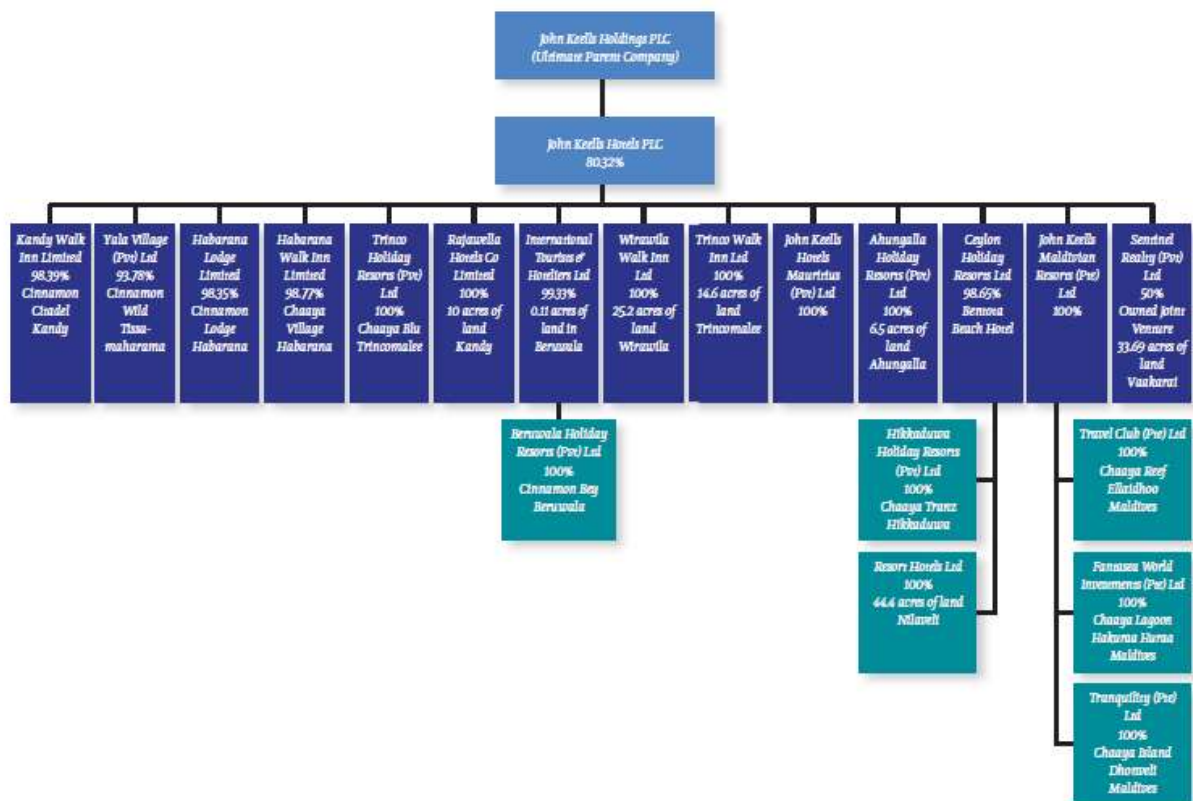 John Keells Holdings PLC
(Ultimate Parent Company)
John Keells Hotels PLC
80.32%
Kandy Walk
Inn Limited
98.39%
Cinnamon
Citadel
Kandy
Yala Village
(Pvt) Ltd
93.78%
Cinnamon
Wild
Tissa-
maharama
Habarana
Lodge
Limited
98.35%
Cinnamon
Lodge
Habarana
Habarana
Walk Inn
Limited
98.77%
Chaaya
Village
Habarana
Trinco
Holiday
Resorts (Pvt)
Ltd
100%
Chaaya Blu
Trincomalee
Rajawella
Hotels Co
Limited
100%
10 acres of
land
Kandy
International
Tourists &
Hoteliers Ltd
99.33%
0.11 acres of
land in
Beruwala
Wirawila
Walk Inn
Ltd
100%
25.2 acres of
land
Wirawila
Trinco Walk
Inn Ltd
100%
14.6 acres of
land
Trincomalee
John Keells
Hotels
Mauritius
(Pvt) Ltd
100%
Ahungalla
Holiday
Resorts (Pvt)
Ltd
100%
6.5 acres of
land
Ahungalla
Ceylon
Holiday
Resorts Ltd
98.65%
Bentota
Beach Hotel
John Keells
Maldivian
Resorts (Pte)
Ltd
100%
Sentinel
Realty (Pvt)
Ltd
50%
Owned Joint
Venture
33.69 acres of
land
Vaakarai
Beruwala Holiday
Resorts (Pvt) Ltd
100%
Cinnamon Bey
Beruwala
Hikkaduwa
Holiday Resorts
(Pvt) Ltd
100%
Chaaya Tranz
Hikkaduwa
Resort Hotels Ltd
100%
44.4 acres of land
Nilaveli
Travel Club (Pte) Ltd
100%
Chaaya Reef
Ellaidhoo
Maldives
Fantasea World
Investments (Pte) Ltd
100%
Chaaya Lagoon
Hakuraa Huraa
Maldives
Tranquility (Pte)
Ltd
100%
Chaaya Island
Dhonveli
Maldives